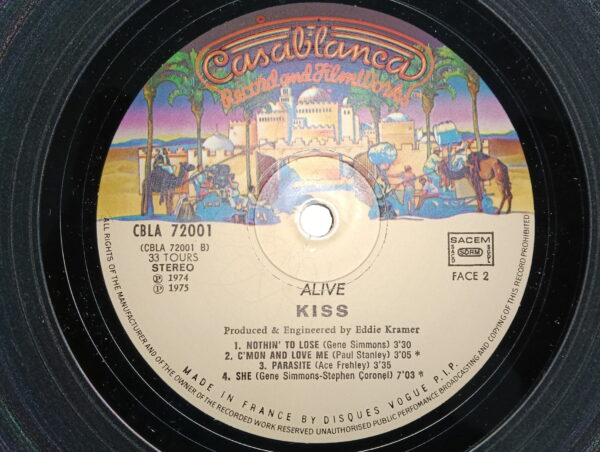 Casablanca
Record and FilmWorks
CBLA 72001
(CBLA 72001 B)
33 TOURS
STEREO
Ⓟ 1974
Ⓟ 1975
SACEM
SACD
SDRM
SGDL
FACE 2
ALIVE
KISS
Produced & Engineered by Eddie Kramer
1. NOTHIN' TO LOSE (Gene Simmons) 3'30
2. C'MON AND LOVE ME (Paul Stanley) 3'05 *
3. PARASITE (Ace Frehley) 3'35
4. SHE (Gene Simmons-Stephen Coronel) 7'03 *
MADE IN FRANCE BY DISQUES VOGUE P.I.P.
ALL RIGHTS OF THE MANUFACTURER AND OF THE OWNER OF THE RECORDED WORK RESERVED UNAUTHORISED PUBLIC PERFOMANCE BROADCASTING AND COPYING OF THIS RECORD PROHIBITED